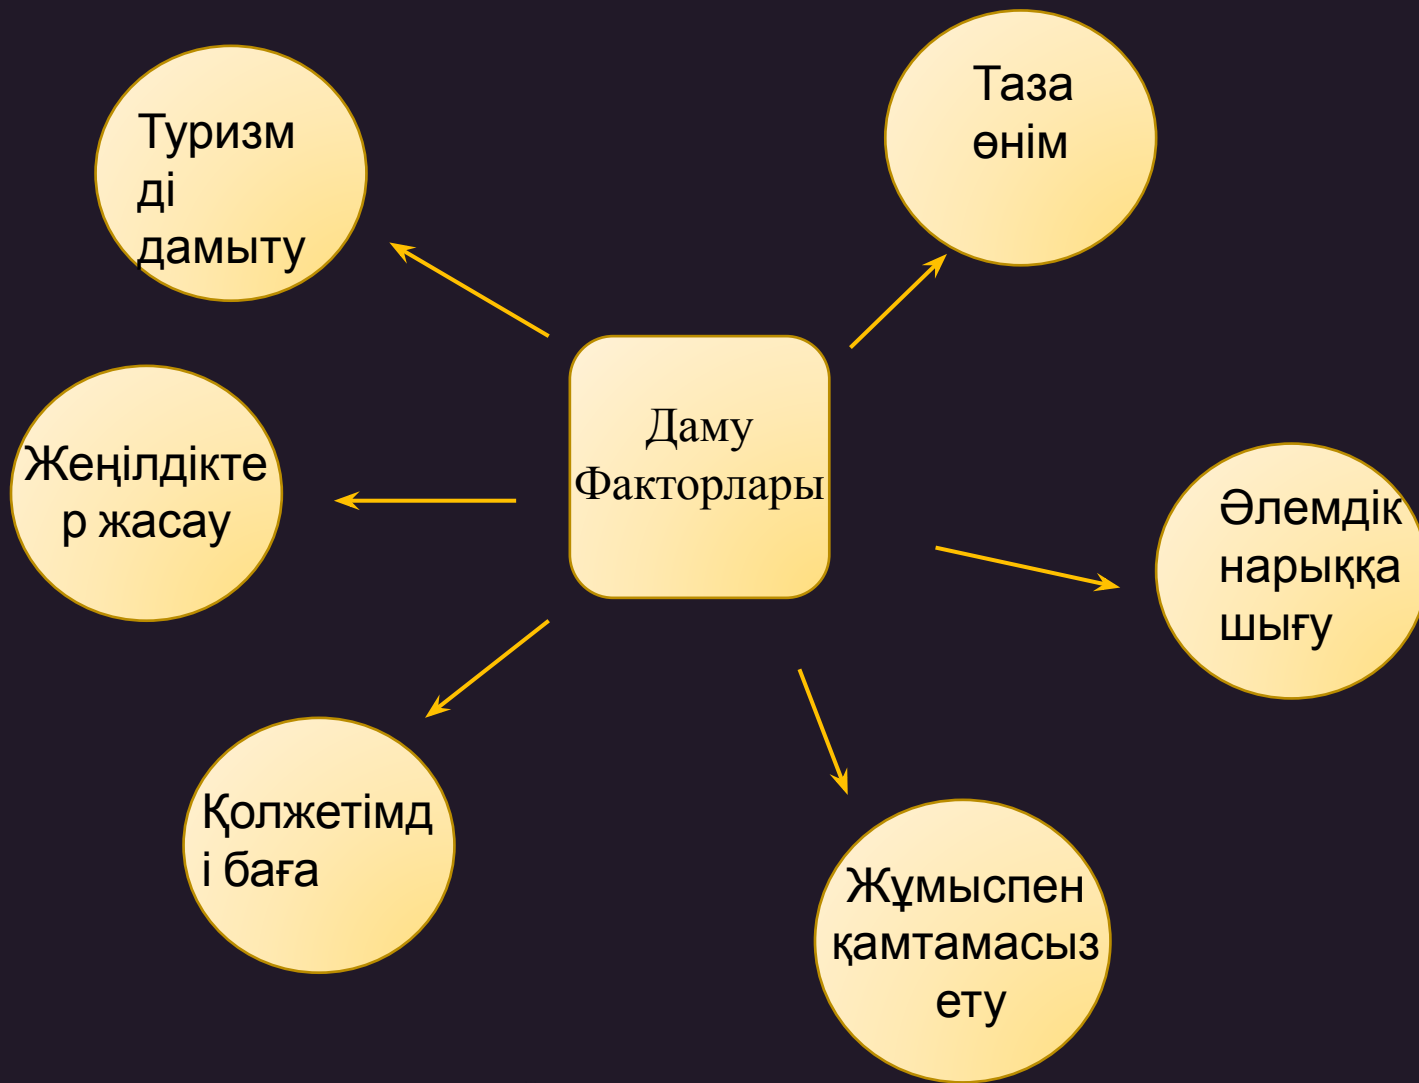 Туризм
ді
дамыту
Таза
өнім
Даму
Факторлары
Жеңілдікте
р жасау
Әлемдік
нарыққа
шығу
Қолжетімд
і баға
Жұмыспен
қамтамасыз
ету